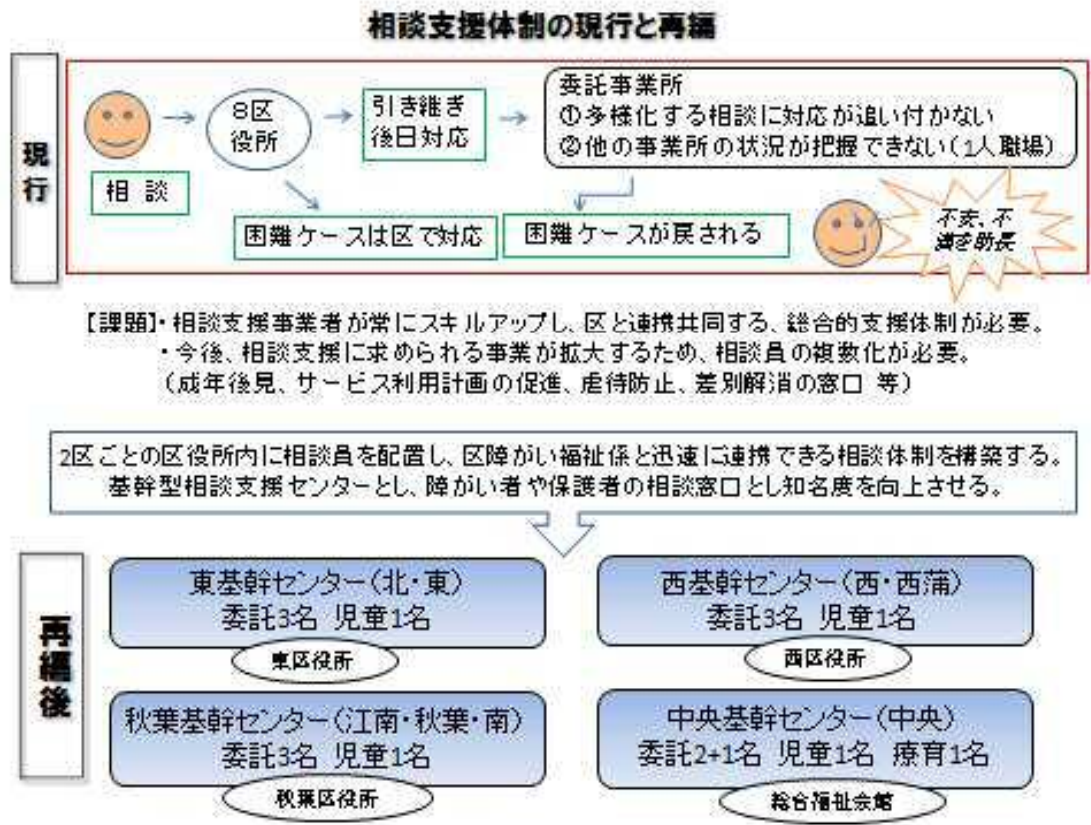 相談支援体制の現行と再編
現行
相 談
8区
役所
引き継ぎ
後日対応
委託事業所
①多様化する相談に対応が追い付かない
②他の事業所の状況が把握できない(1人職場)
困難ケースは区で対応
困難ケースが戻される
不安、不
満を助長
【課題】・相談支援事業者が常にスキルアップし、区と連携共同する、総合的支援体制が必要。
・今後、相談支援に求められる事業が拡大するため、相談員の複数化が必要。
(成年後見、サービス利用計画の促進、虐待防止、差別解消の窓口 等)
2区ごとの区役所内に相談員を配置し、区障がい福祉係と迅速に連携できる相談体制を構築する。
基幹型相談支援センターとし、障がい者や保護者の相談窓口とし知名度を向上させる。
再編後
東基幹センター(北・東)
委託3名 児童1名
東区役所
西基幹センター(西・西蒲)
委託3名 児童1名
西区役所
秋葉基幹センター(江南・秋葉・南)
委託3名 児童1名
秋葉区役所
中央基幹センター(中央)
委託2+1名 児童1名 療育1名
総合福祉会館